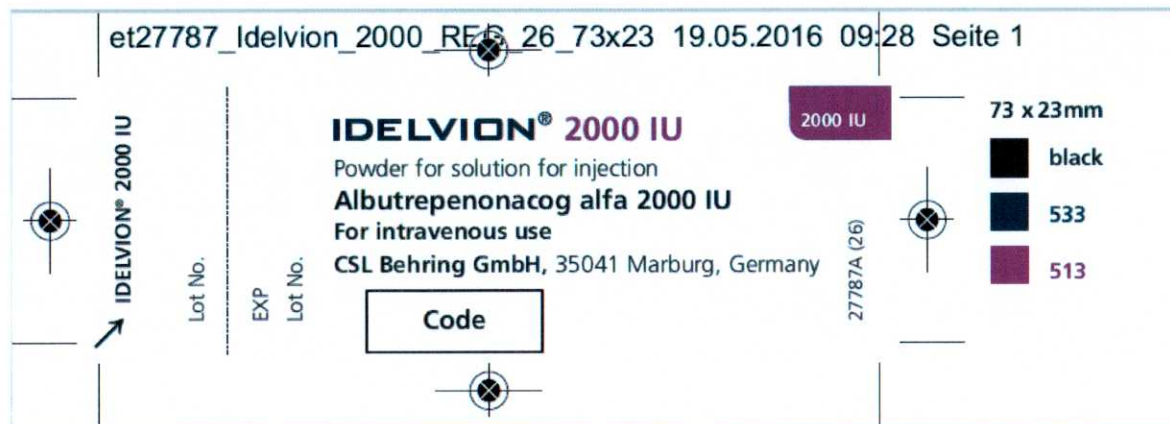 et27787_Idelvion_2000_REG_26_73x23 19.05.2016 09:28 Seite 1
IDELVION® 2000 IU
Lot No.
EXP
Lot No.
IDELVION® 2000 IU
Powder for solution for injection
Albutrepenonacog alfa 2000 IU
For intravenous use
CSL Behring GmbH, 35041 Marburg, Germany
Code
2000 IU
27787A (26)
73 x 23mm
black
533
513